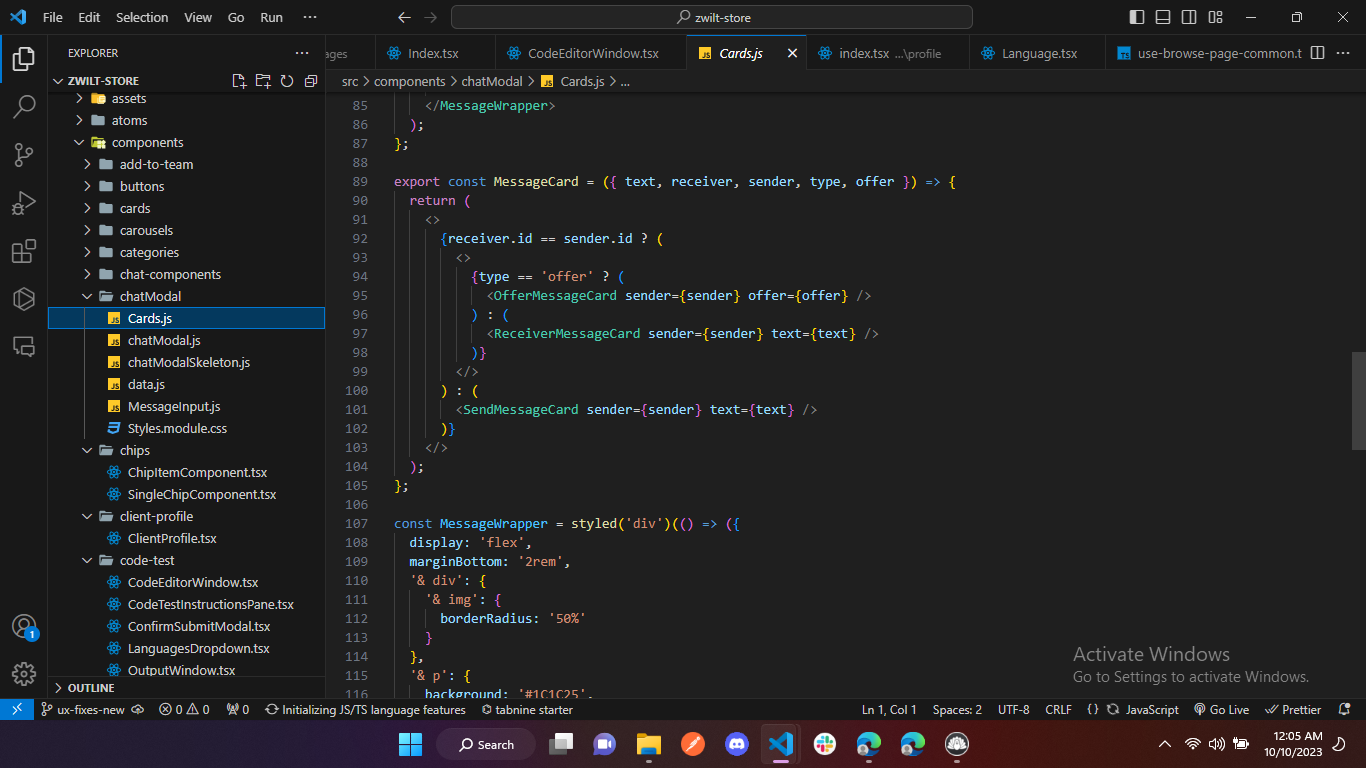 File Edit Selection View Go Run ··· zwilt-store
EXPLORER ···
ZWILT-STORE
assets
atoms
components
add-to-team
buttons
cards
carousels
categories
chat-components
chatModal
Cards.js
chatModal.js
chatModalSkeleton.js
data.js
MessageInput.js
Styles.module.css
chips
ChipItemComponent.tsx
SingleChipComponent.tsx
client-profile
ClientProfile.tsx
code-test
CodeEditorWindow.tsx
CodeTestInstructionsPane.tsx
ConfirmSubmitModal.tsx
LanguagesDropdown.tsx
OutputWindow.tsx
OUTLINE
ages Index.tsx CodeEditorWindow.tsx Cards.js index.tsx ...\profile Language.tsx use-browse-page-common.t ···
src > components > chatModal > Cards.js > ...
85 </MessageWrapper>
86 );
87 };
88
89 export const MessageCard = ({ text, receiver, sender, type, offer }) => {
90 return (
91 <>
92 {receiver.id == sender.id ? (
93 <>
94 {type == 'offer' ? (
95 <OfferMessageCard sender={sender} offer={offer} />
96 ) : (
97 <ReceiverMessageCard sender={sender} text={text} />
98 )}
99 </>
100 ) : (
101 <SendMessageCard sender={sender} text={text} />
102 )}
103 </>
104 );
105 };
106
107 const MessageWrapper = styled('div')(() => ({
108 display: 'flex',
109 marginBottom: '2rem',
110 '& div': {
111 '& img': {
112 borderRadius: '50%'
113 }
114 },
115 '& p': {
116 background: '#1C1C25',
Activate Windows
Go to Settings to activate Windows.
ux-fixes-new 0 0 0 Initializing JS/TS language features tabnine starter Ln 1, Col 1 Spaces: 2 UTF-8 CRLF {} JavaScript Go Live Prettier
1
Search
12:05 AM
10/10/2023